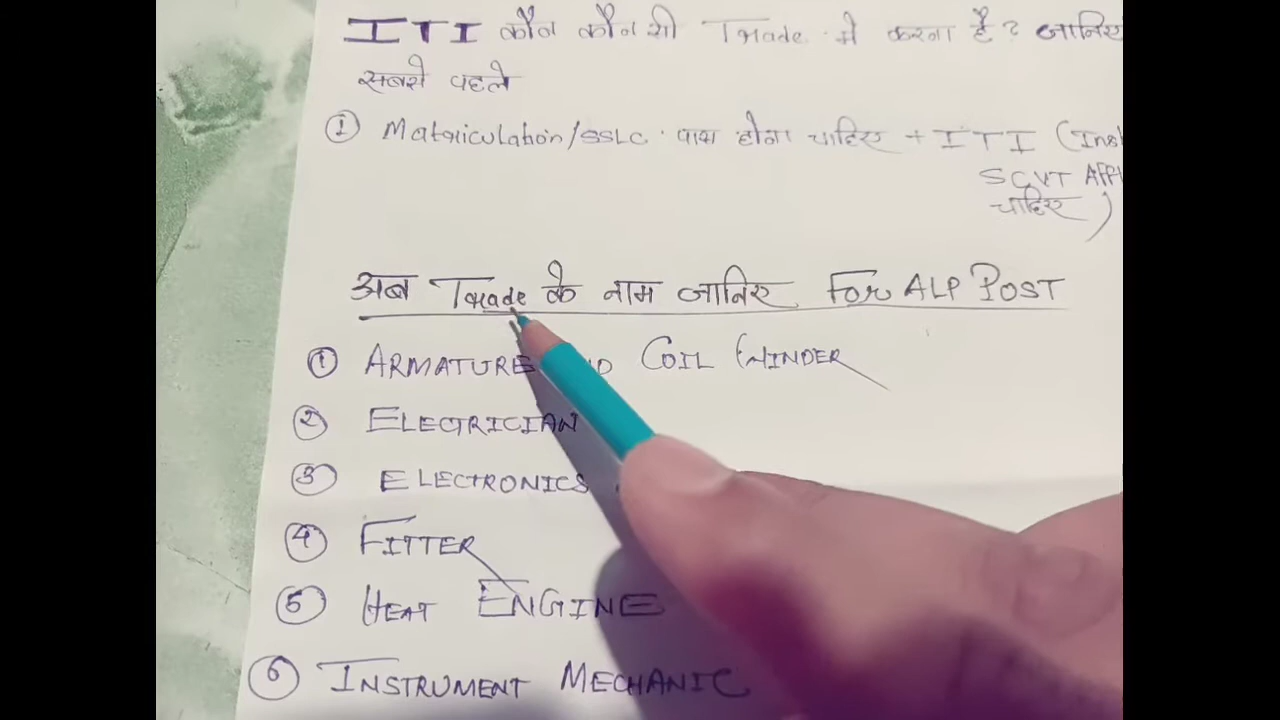 ITI कौन कौन सी Trade में करना है? जानिए
सबसे पहले
① Matriculation/SSLC पास होना चाहिए + ITI (
SCVT
चाहिए)
अब Trade के नाम जानिए For ALP POST
① ARMATURE COIL WINDER
② ELECTRICIAN
③ ELECTRONICS
④ FITTER
⑤ HEAT ENGINE
⑥ INSTRUMENT MECHANIC